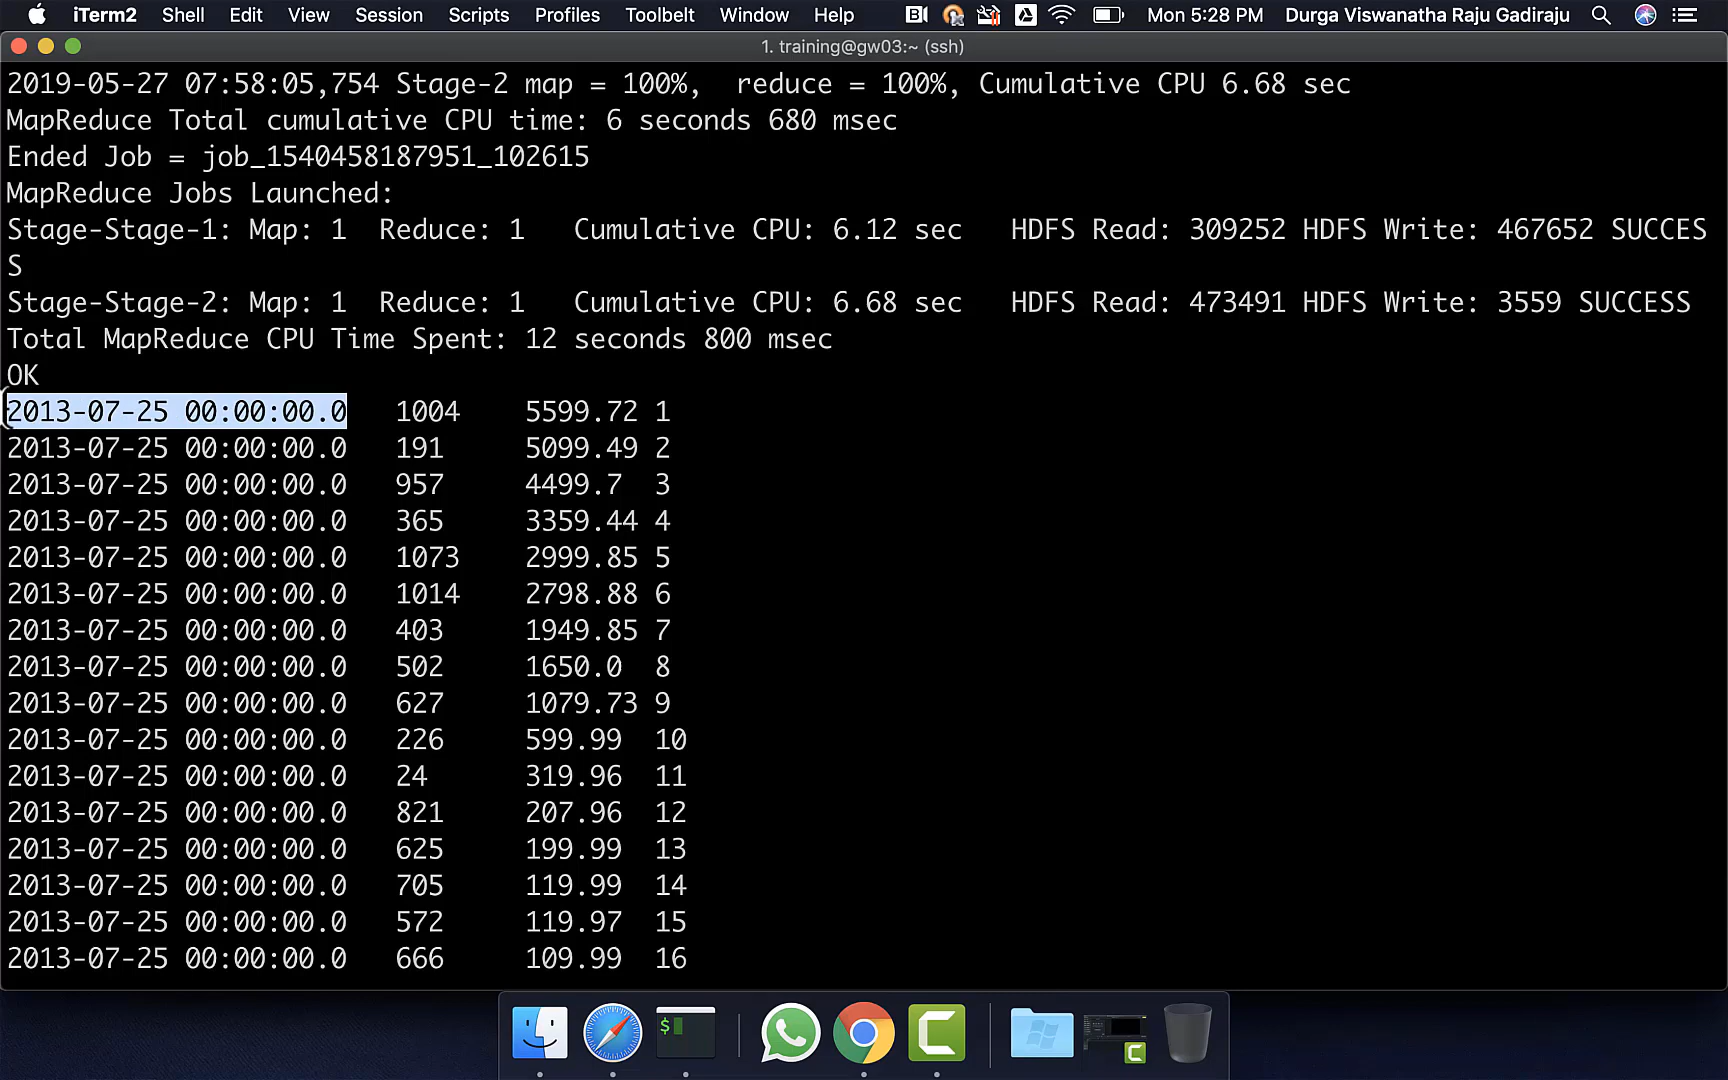 iTerm2 Shell Edit View Session Scripts Profiles Toolbelt Window Help Mon 5:28 PM Durga Viswanatha Raju Gadiraju
1. training@gw03:~ (ssh)
2019-05-27 07:58:05,754 Stage-2 map = 100%,  reduce = 100%, Cumulative CPU 6.68 sec
MapReduce Total cumulative CPU time: 6 seconds 680 msec
Ended Job = job_1540458187951_102615
MapReduce Jobs Launched:
Stage-Stage-1: Map: 1  Reduce: 1   Cumulative CPU: 6.12 sec   HDFS Read: 309252 HDFS Write: 467652 SUCCES
S
Stage-Stage-2: Map: 1  Reduce: 1   Cumulative CPU: 6.68 sec   HDFS Read: 473491 HDFS Write: 3559 SUCCESS
Total MapReduce CPU Time Spent: 12 seconds 800 msec
OK
2013-07-25 00:00:00.0   1004    5599.72 1
2013-07-25 00:00:00.0   191     5099.49 2
2013-07-25 00:00:00.0   957     4499.7  3
2013-07-25 00:00:00.0   365     3359.44 4
2013-07-25 00:00:00.0   1073    2999.85 5
2013-07-25 00:00:00.0   1014    2798.88 6
2013-07-25 00:00:00.0   403     1949.85 7
2013-07-25 00:00:00.0   502     1650.0  8
2013-07-25 00:00:00.0   627     1079.73 9
2013-07-25 00:00:00.0   226     599.99  10
2013-07-25 00:00:00.0   24      319.96  11
2013-07-25 00:00:00.0   821     207.96  12
2013-07-25 00:00:00.0   625     199.99  13
2013-07-25 00:00:00.0   705     119.99  14
2013-07-25 00:00:00.0   572     119.97  15
2013-07-25 00:00:00.0   666     109.99  16